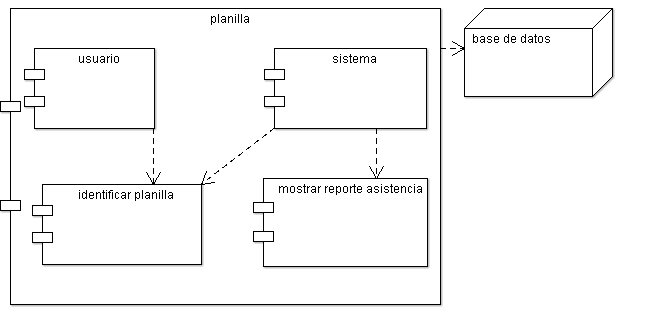 planilla
base de datos
usuario
sistema
identificar planilla
mostrar reporte asistencia